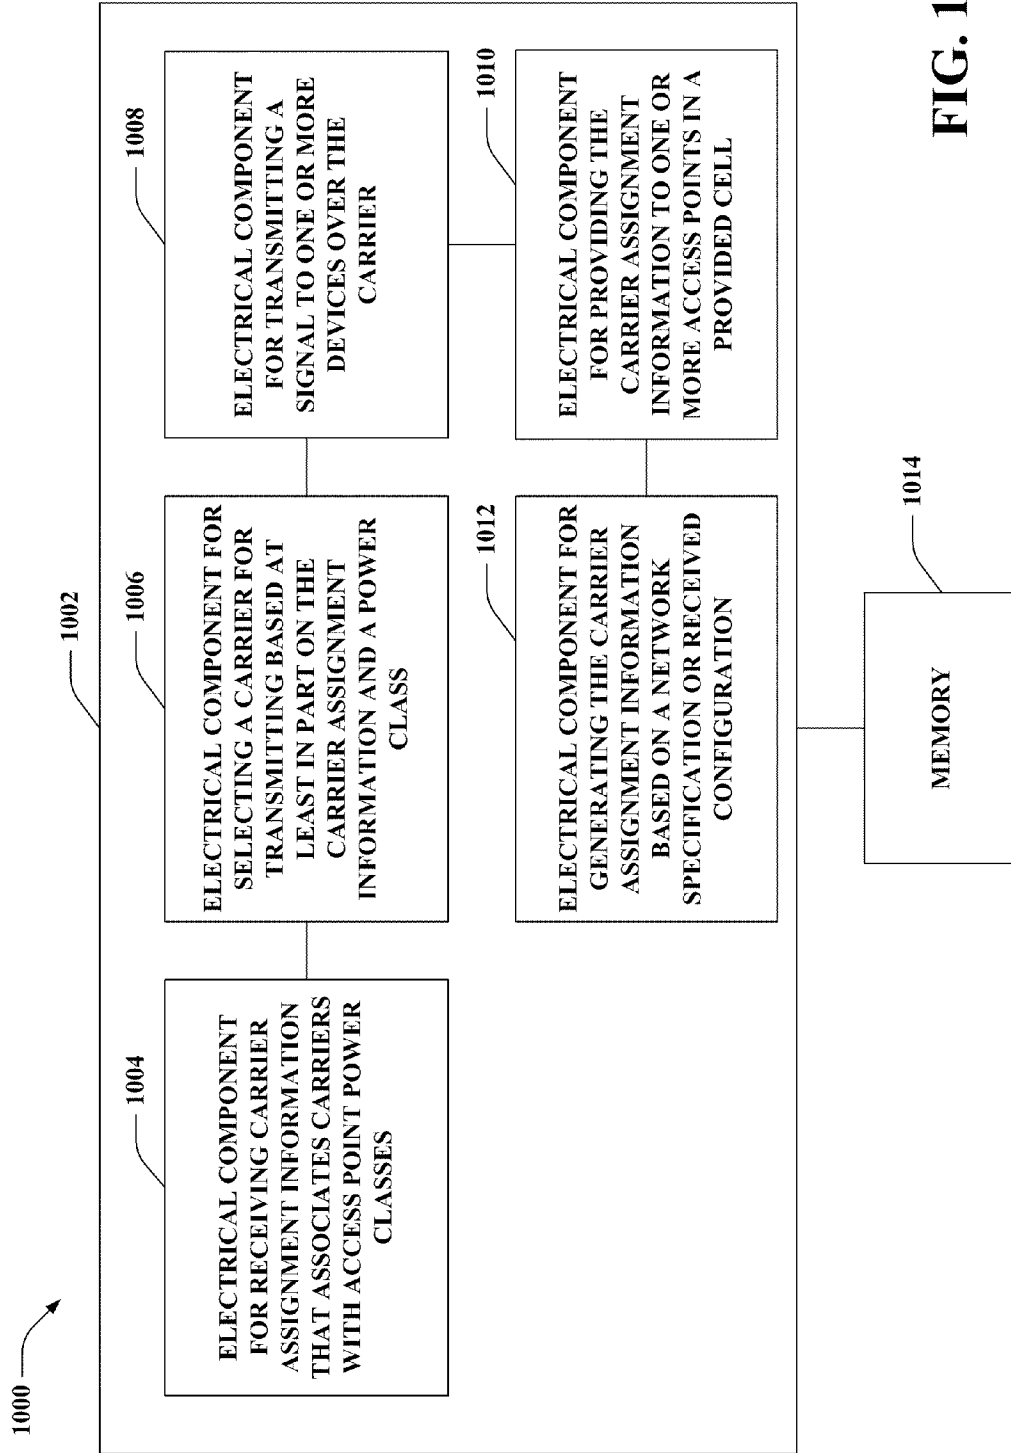 1000
1002
1004
ELECTRICAL COMPONENT
FOR RECEIVING CARRIER
ASSIGNMENT INFORMATION
THAT ASSOCIATES CARRIERS
WITH ACCESS POINT POWER
CLASSES
1006
ELECTRICAL COMPONENT FOR
SELECTING A CARRIER FOR
TRANSMITTING BASED AT
LEAST IN PART ON THE
CARRIER ASSIGNMENT
INFORMATION AND A POWER
CLASS
1008
ELECTRICAL COMPONENT
FOR TRANSMITTING A
SIGNAL TO ONE OR MORE
DEVICES OVER THE
CARRIER
1012
ELECTRICAL COMPONENT FOR
GENERATING THE CARRIER
ASSIGNMENT INFORMATION
BASED ON A NETWORK
SPECIFICATION OR RECEIVED
CONFIGURATION
1010
ELECTRICAL COMPONENT
FOR PROVIDING THE
CARRIER ASSIGNMENT
INFORMATION TO ONE OR
MORE ACCESS POINTS IN A
PROVIDED CELL
1014
MEMORY
FIG. 1